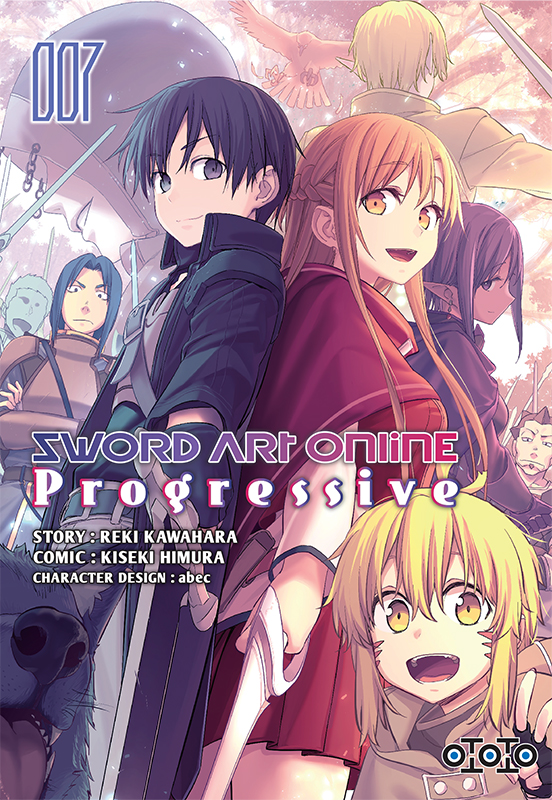 007
SWORD ART ONLINE
Progressive
STORY : REKI KAWAHARA
COMIC : KISEKI HIMURA
CHARACTER DESIGN : abec
OTOTO